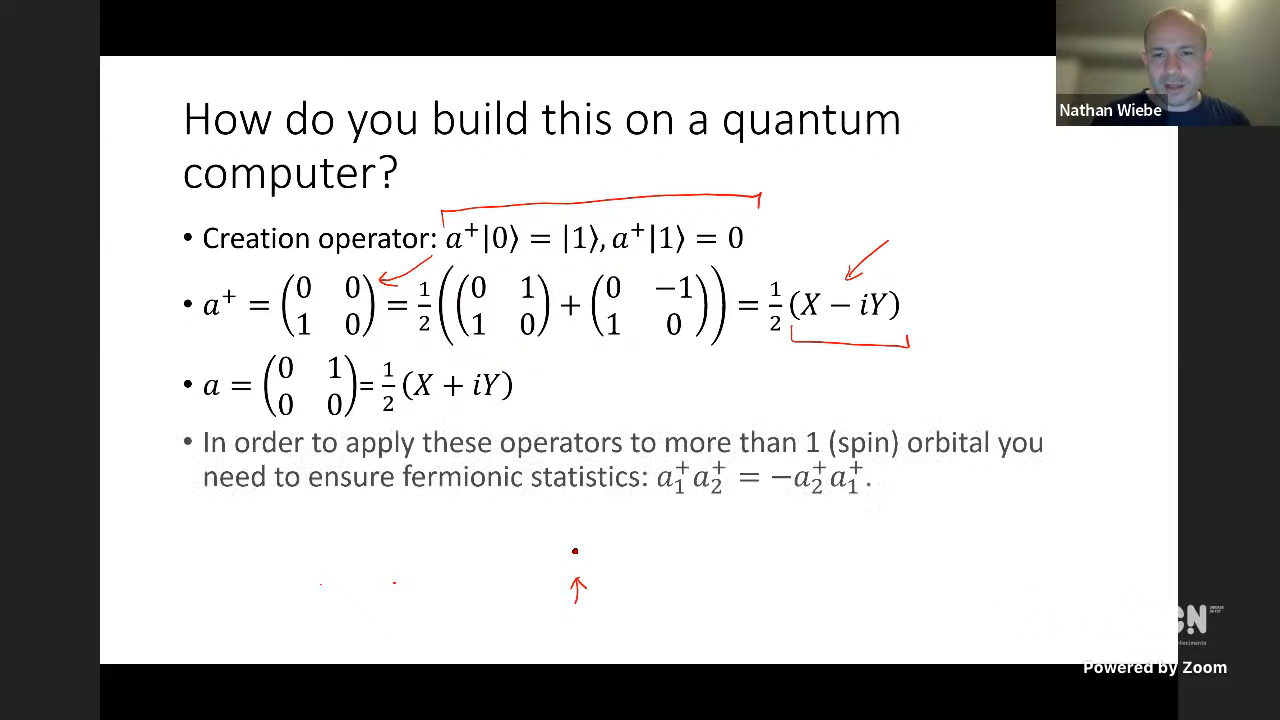 Nathan Wiebe
How do you build this on a quantum
computer?
• Creation operator: a⁺|0⟩ = |1⟩, a⁺|1⟩ = 0
• a⁺ = (0 0; 1 0) = 1/2 ((0 1; 1 0) + (0 −1; 1 0)) = 1/2 (X − iY)
• a = (0 1; 0 0)= 1/2 (X + iY)
• In order to apply these operators to more than 1 (spin) orbital you
need to ensure fermionic statistics: a₁⁺a₂⁺ = −a₂⁺a₁⁺.
CN
Powered by Zoom